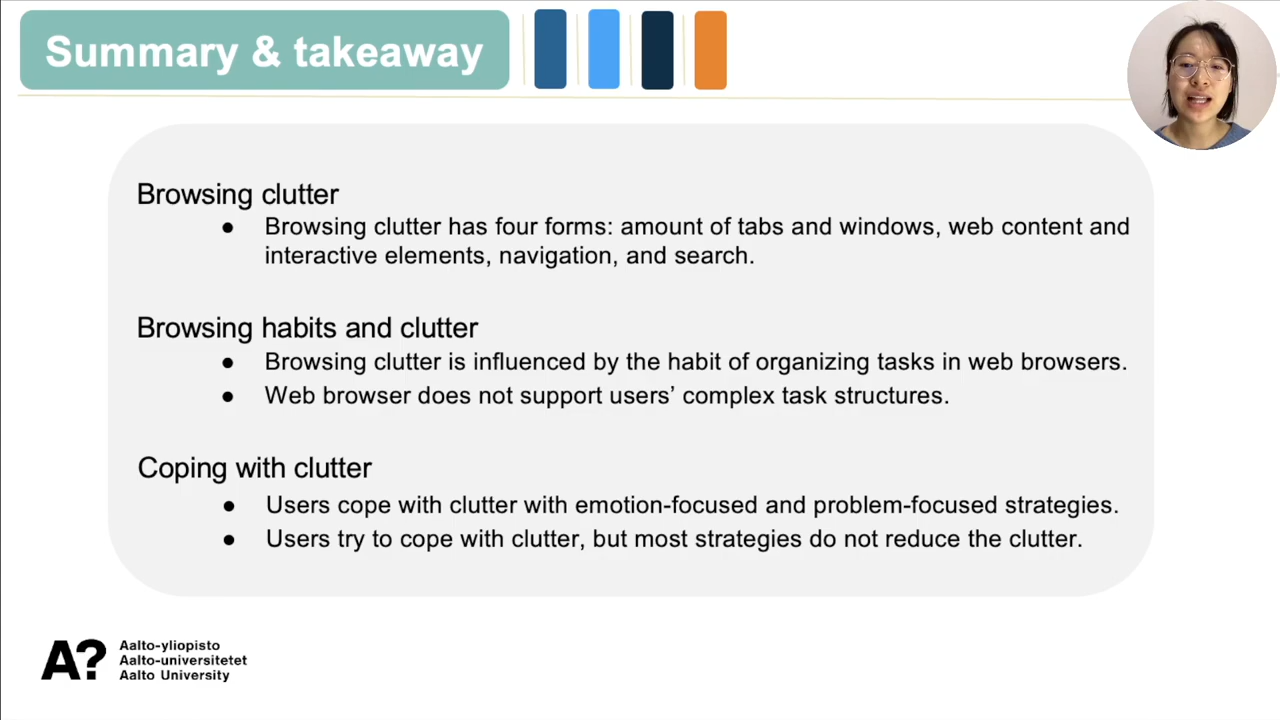 Summary & takeaway
Browsing clutter
● Browsing clutter has four forms: amount of tabs and windows, web content and
interactive elements, navigation, and search.
Browsing habits and clutter
● Browsing clutter is influenced by the habit of organizing tasks in web browsers.
● Web browser does not support users’ complex task structures.
Coping with clutter
● Users cope with clutter with emotion-focused and problem-focused strategies.
● Users try to cope with clutter, but most strategies do not reduce the clutter.
A?
Aalto-yliopisto
Aalto-universitetet
Aalto University